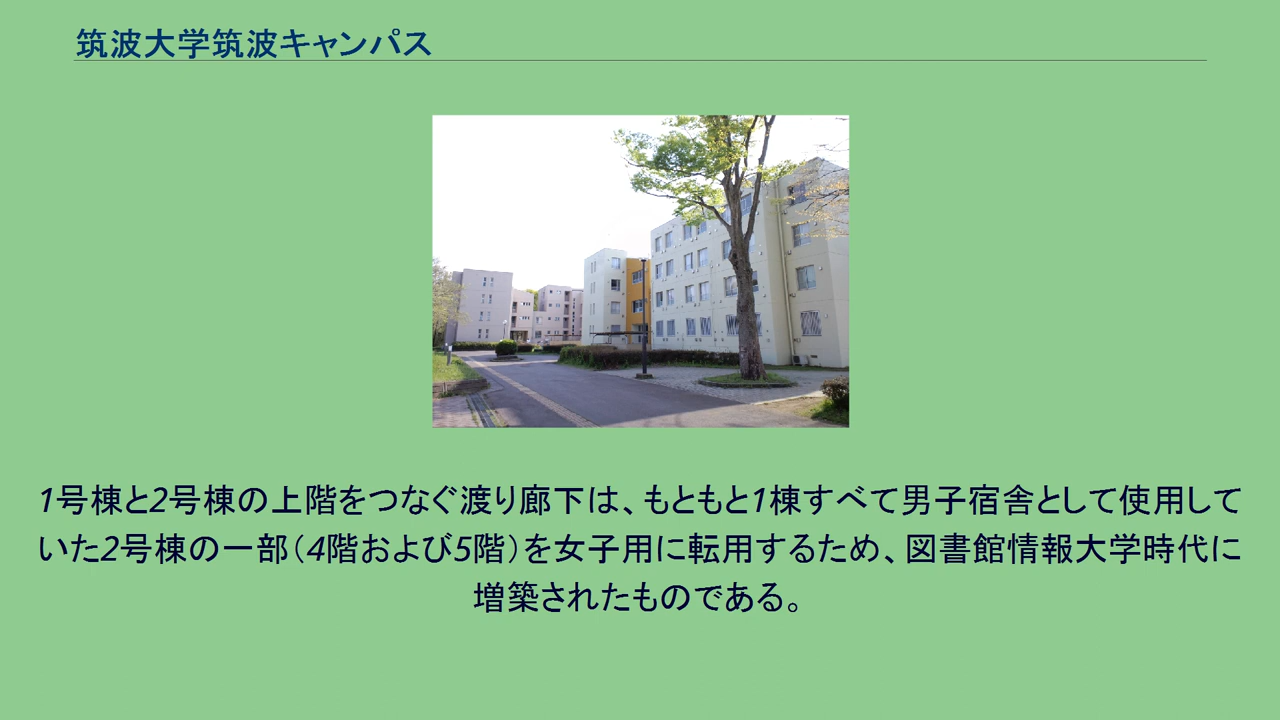 筑波大学筑波キャンパス
1号棟と2号棟の上階をつなぐ渡り廊下は、もともと1棟すべて男子宿舎として使用して
いた2号棟の一部（4階および5階）を女子用に転用するため、図書館情報大学時代に
増築されたものである。